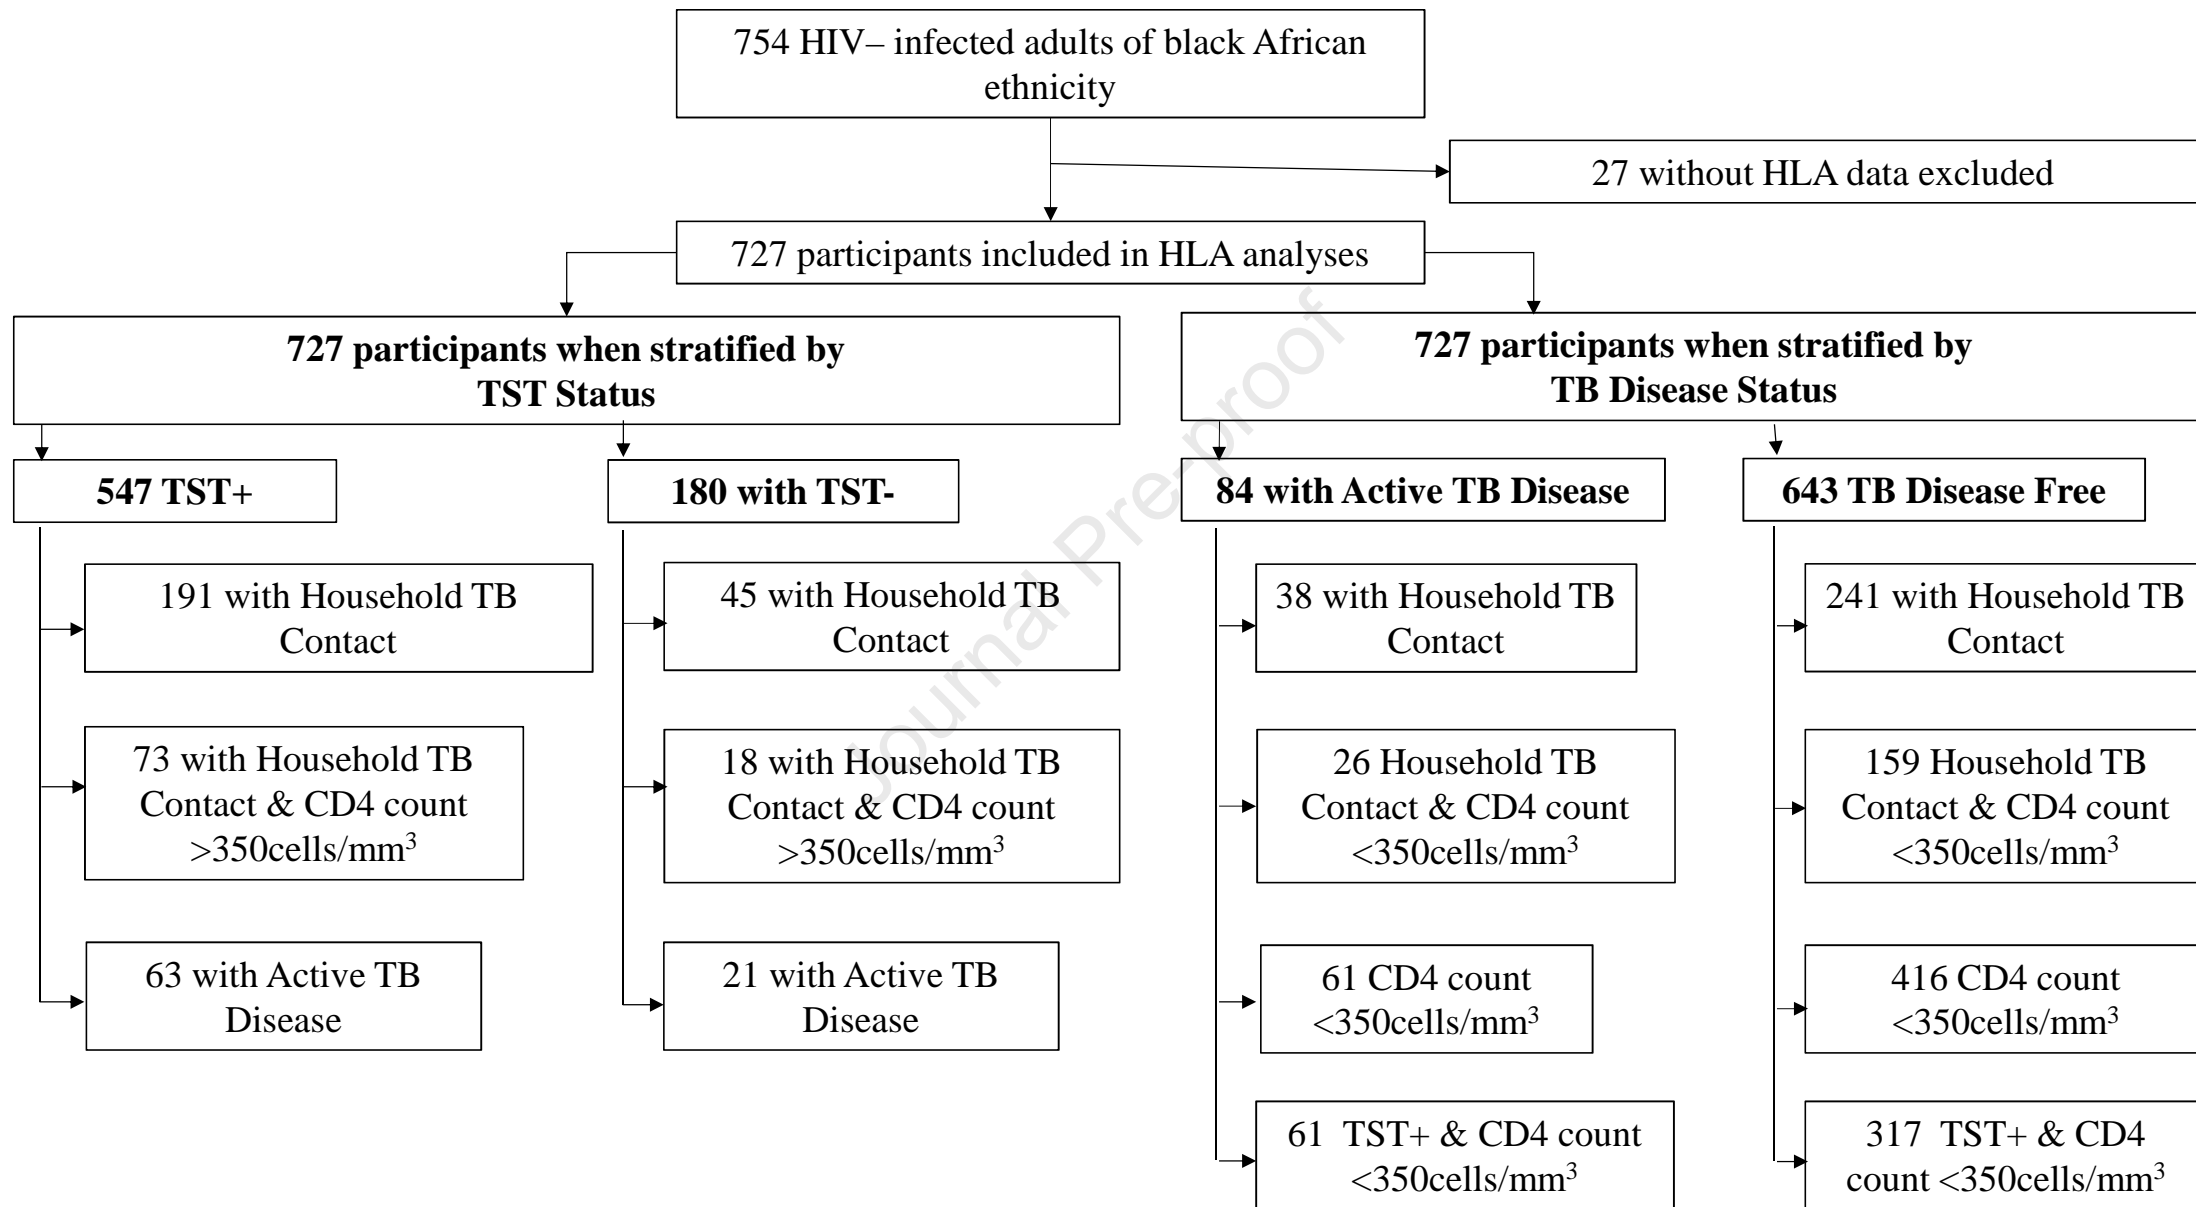 754 HIV– infected adults of black African
ethnicity
27 without HLA data excluded
727 participants included in HLA analyses
727 participants when stratified by
TST Status
727 participants when stratified by
TB Disease Status
547 TST+
180 with TST-
84 with Active TB Disease
643 TB Disease Free
191 with Household TB
Contact
45 with Household TB
Contact
38 with Household TB
Contact
241 with Household TB
Contact
73 with Household TB
Contact & CD4 count
>350cells/mm³
18 with Household TB
Contact & CD4 count
>350cells/mm³
26 Household TB
Contact & CD4 count
<350cells/mm³
159 Household TB
Contact & CD4 count
<350cells/mm³
63 with Active TB
Disease
21 with Active TB
Disease
61 CD4 count
<350cells/mm³
416 CD4 count
<350cells/mm³
61 TST+ & CD4 count
<350cells/mm³
317 TST+ & CD4
count <350cells/mm³
Journal Pre-proof